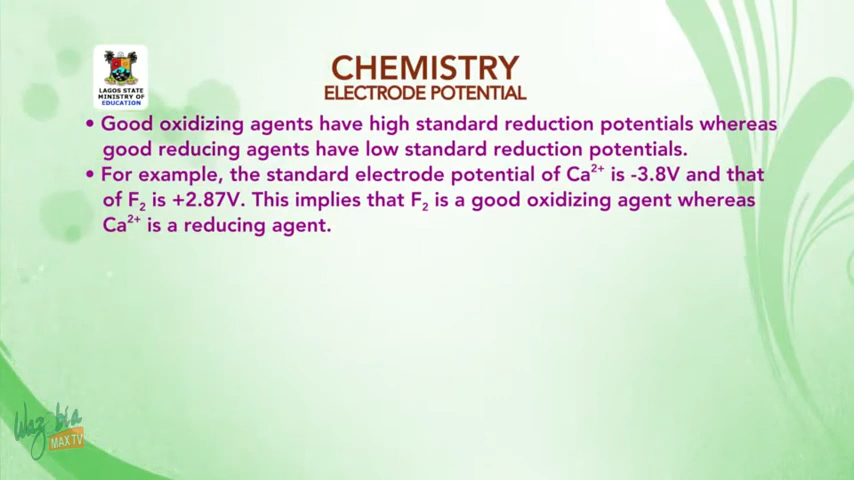 LAGOS STATE
MINISTRY OF
EDUCATION
CHEMISTRY
ELECTRODE POTENTIAL
• Good oxidizing agents have high standard reduction potentials whereas
good reducing agents have low standard reduction potentials.
• For example, the standard electrode potential of Ca²⁺ is -3.8V and that
of F₂ is +2.87V. This implies that F₂ is a good oxidizing agent whereas
Ca²⁺ is a reducing agent.
Wazobia
MAX TV